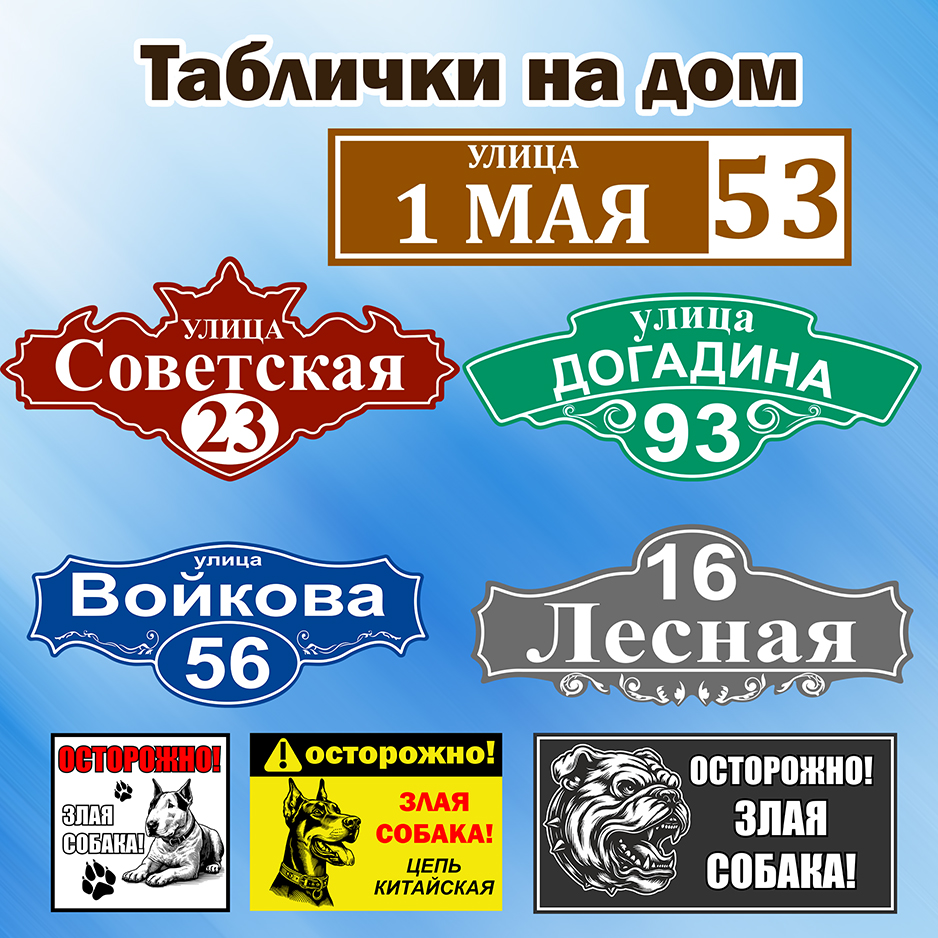 Таблички на дом
УЛИЦА
1 МАЯ
53
УЛИЦА
Советская
23
улица
ДОГАДИНА
93
улица
Войкова
56
16
Лесная
ОСТОРОЖНО!
ЗЛАЯ
СОБАКА!
осторожно!
ЗЛАЯ
СОБАКА!
ЦЕПЬ
КИТАЙСКАЯ
ОСТОРОЖНО!
ЗЛАЯ
СОБАКА!